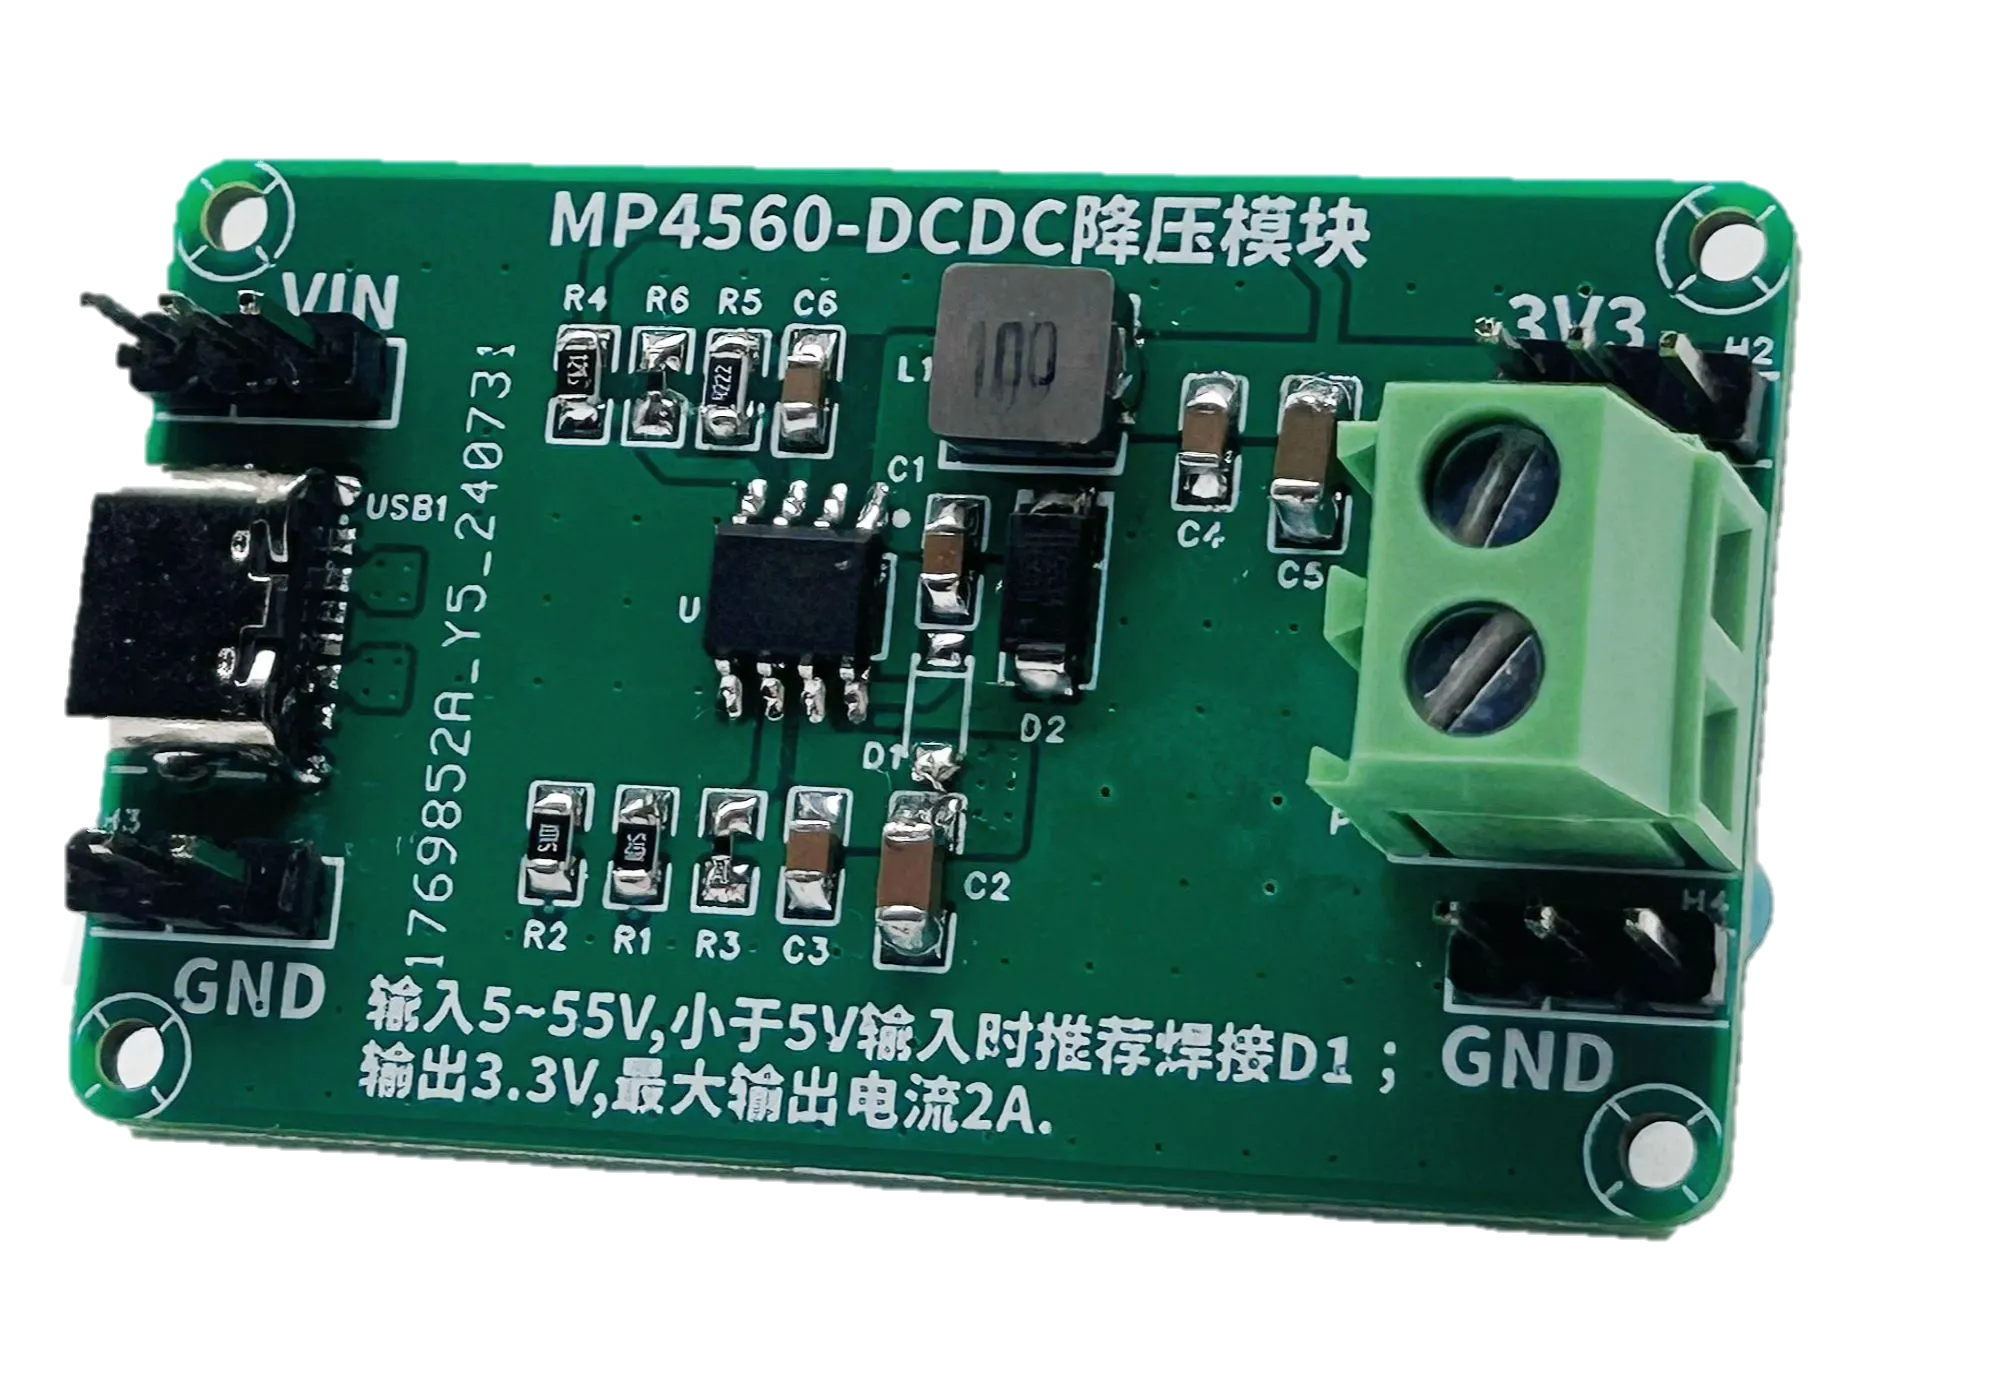 MP4560-DCDC降压模块
VIN
3V3
H2
R4 R6 R5 C6
100
L1
USB1
C1
C4
C5
U
D1
D2
1769852A_Y5_240731
H3
R2 R1 R3 C3
C2
H4
GND
GND
输入5~55V,小于5V输入时推荐焊接D1；
输出3.3V,最大输出电流2A.